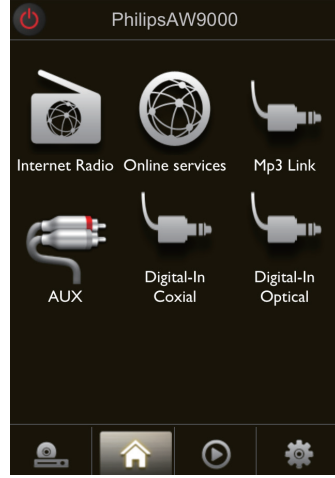 PhilipsAW9000
Internet Radio Online services Mp3 Link
AUX
Digital-In
Coxial
Digital-In
Optical